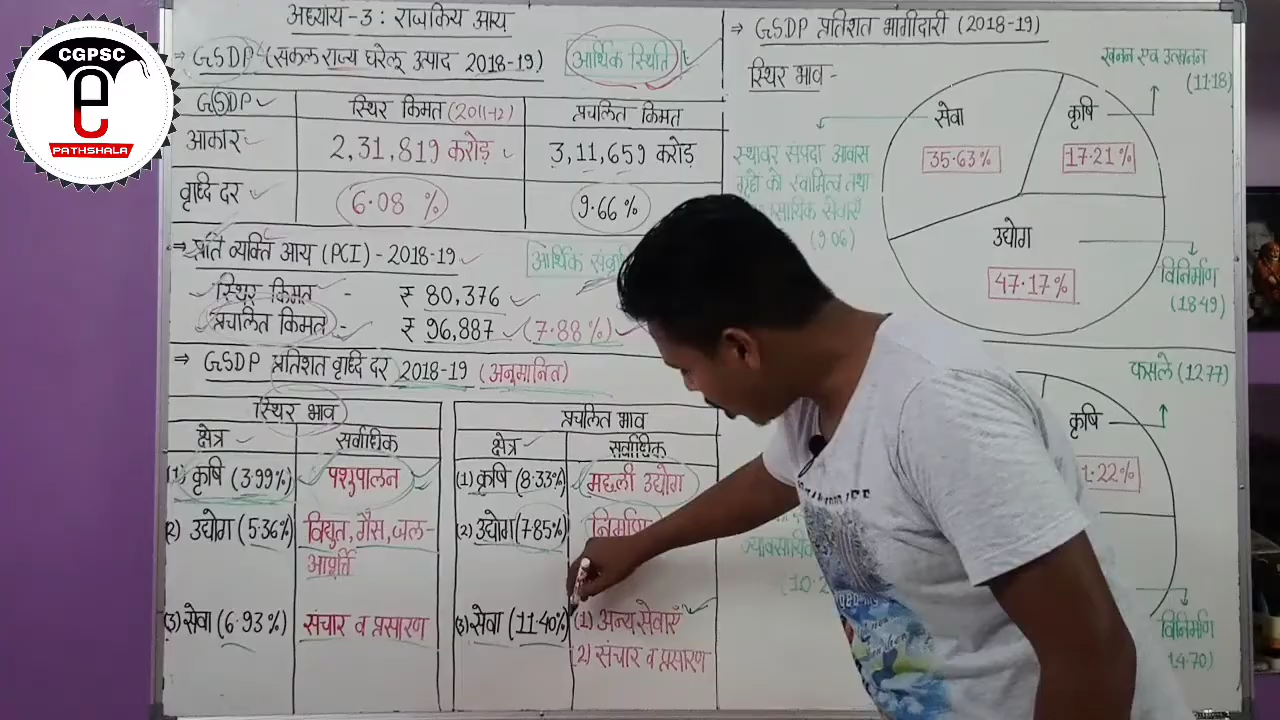 CGPSC
e
PATHSHALA
अध्याय-3: राजकिय आय
→ GSDP (सकल राज्य घरेलू उत्पाद 2018-19)
आर्थिक स्थिति
GSDP
स्थिर किमत (2011-12)
प्रचलित किमत
आकार
2,31,819 करोड़
3,11,659 करोड़
वृध्दि दर
6.08 %
9.66 %
→ प्रति व्यक्ति आय (PCI) - 2018-19
आर्थिक
स्थिर किमत - ₹ 80,376
प्रचलित किमत - ₹ 96,887 (7.88%)
→ GSDP प्रतिशत वृध्दि दर 2018-19 (अनुमानित)
स्थिर भाव
क्षेत्र
सर्वाधिक
(1) कृषि (3.99%)
पशुपालन
(2) उद्योग (5.36%)
विद्युत, गैस, जल-
आपूर्त्ति
(3) सेवा (6.93%)
संचार व प्रसारण
प्रचलित भाव
क्षेत्र
सर्वाधिक
(1) कृषि (8.33%)
मछली उद्योग
(2) उद्योग (7.85%)
निर्माण
(3) सेवा (11.40%)
(1) अन्य सेवाएँ
2) संचार व प्रसारण
→ GSDP प्रतिशत भागीदारी (2018-19)
स्थिर भाव -
खनन एवं उत्खनन
(11.18)
सेवा
35.63%
कृषि
17.21%
स्थावर संपदा आवास
गृहो को स्वामित्व तथा
सेवाएँ
(9.06)
उद्योग
47.17%
विनिर्माण
(18.49)
फसले (12.77)
कृषि
.22%
विनिर्माण